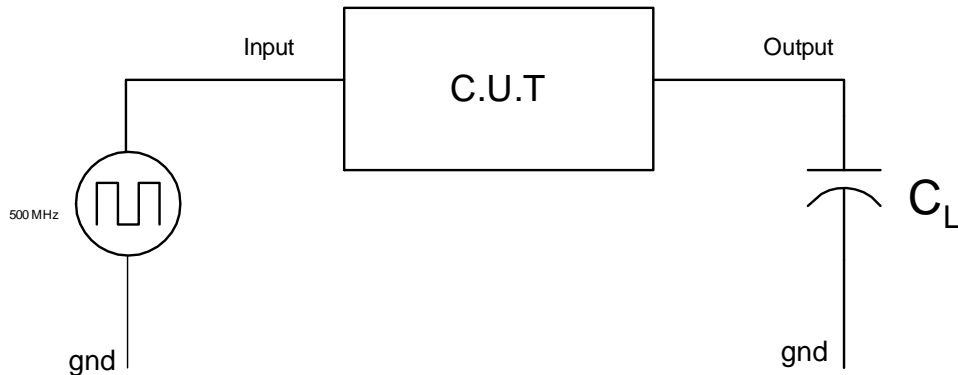 Input
Output
C.U.T
500 MHz
C_L
gnd
gnd